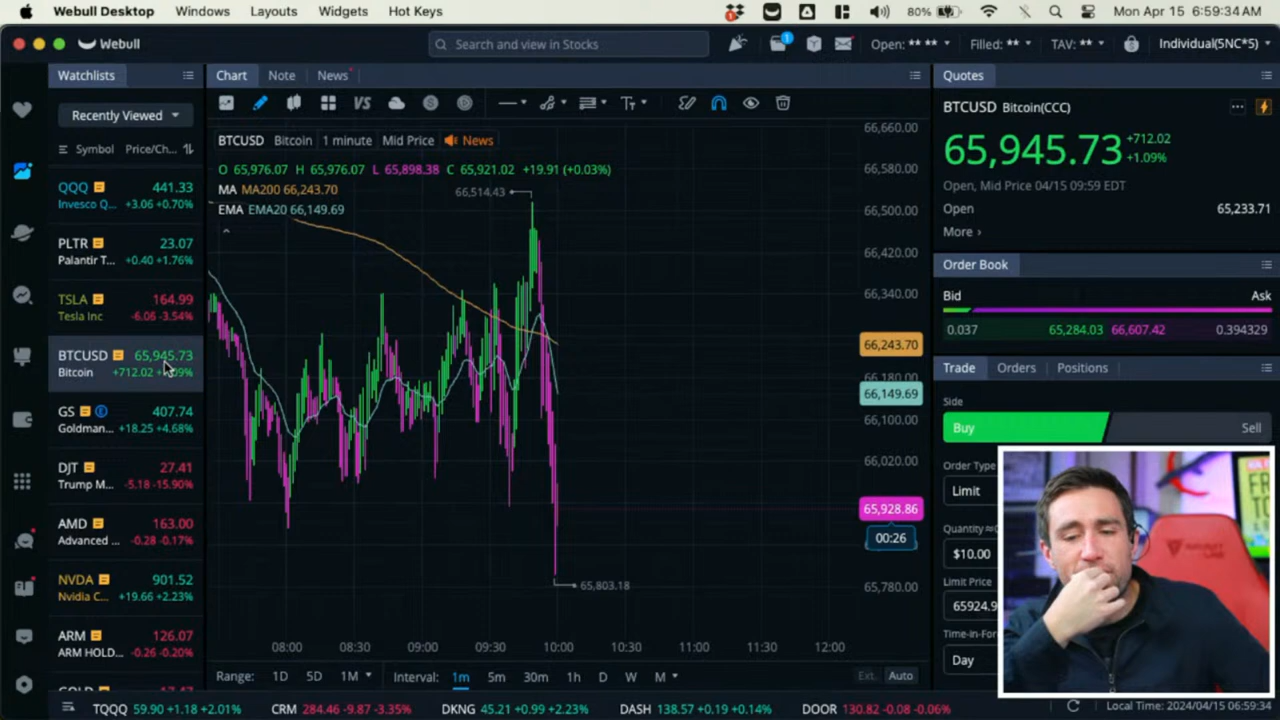 Webull Desktop Windows Layouts Widgets Hot Keys 80% Mon Apr 15 6:59:34 AM
Webull Search and view in Stocks 1 Open: ** ** Filled: ** TAV: ** Individual(5NC*5)
Watchlists
Recently Viewed
Symbol Price/Ch...
QQQ 441.33
Invesco Q... +3.06 +0.70%
PLTR 23.07
Palantir T... +0.40 +1.76%
TSLA 164.99
Tesla Inc -6.06 -3.54%
BTCUSD 65,945.73
Bitcoin +712.02
GS 407.74
Goldman... +18.25 +4.68%
DJT 27.41
Trump M... -5.18 -15.90%
AMD 163.00
Advanced ... -0.28 -0.17%
NVDA 901.52
Nvidia C... +19.66 +2.23%
ARM 126.07
ARM HOLD... -0.26 -0.20%
Chart Note News
VS
BTCUSD Bitcoin 1 minute Mid Price News
O 65,976.07 H 65,976.07 L 65,898.38 C 65,921.02 +19.91 (+0.03%)
MA MA200 66,243.70
EMA EMA20 66,149.69
66,514.43
65,803.18
66,660.00
66,580.00
66,500.00
66,420.00
66,340.00
66,243.70
66,180.00
66,149.69
66,100.00
66,020.00
65,928.86
00:26
65,780.00
08:00 08:30 09:00 09:30 10:00 10:30 11:00 11:30 12:00
Range: 1D 5D 1M Interval: 1m 5m 30m 1h D W M Ext. Auto
Quotes
BTCUSD Bitcoin(CCC)
65,945.73 +712.02
+1.09%
Open, Mid Price 04/15 09:59 EDT
Open 65,233.71
More
Order Book
Bid Ask
0.037 65,284.03 66,607.42 0.394329
Trade Orders Positions
Side
Buy Sell
Order Type
Limit
Quantity
$10.00
Limit Price
65924.9
Time-in-For
Day
TQQQ 59.90 +1.18 +2.01% CRM 284.46 -9.87 -3.35% DKNG 45.21 +0.99 +2.23% DASH 138.57 +0.19 +0.14% DOOR 130.82 -0.08 -0.06% Local Time: 2024/04/15 06:59:34